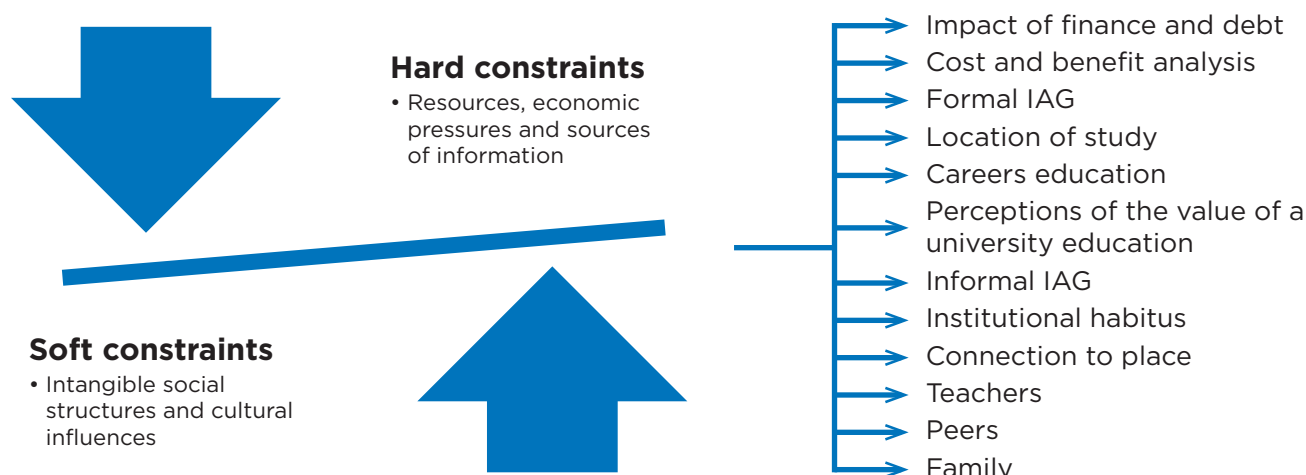 Hard constraints
• Resources, economic
pressures and sources
of information
Soft constraints
• Intangible social
structures and cultural
influences
Impact of finance and debt
Cost and benefit analysis
Formal IAG
Location of study
Careers education
Perceptions of the value of a
university education
Informal IAG
Institutional habitus
Connection to place
Teachers
Peers
Family